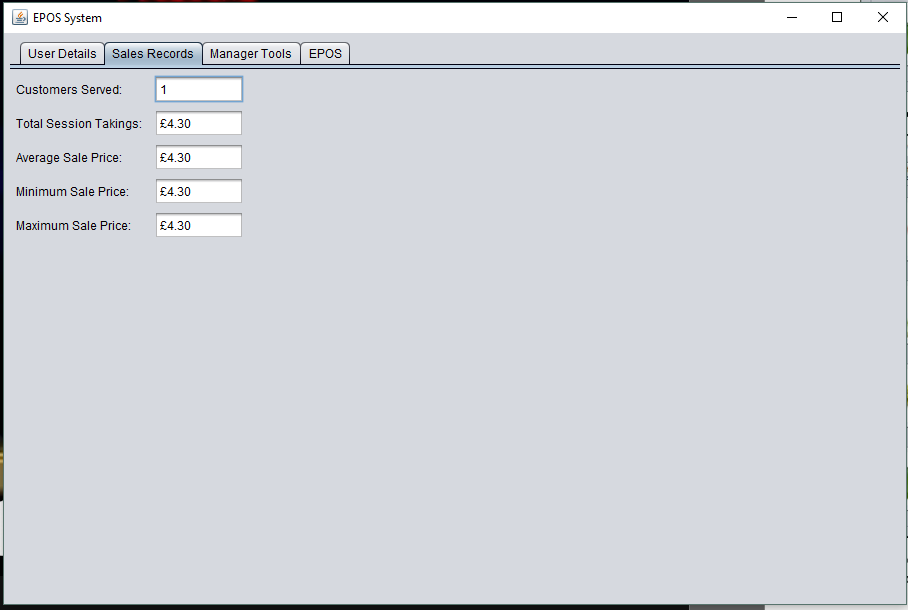 EPOS System
User Details Sales Records Manager Tools EPOS
Customers Served: 1
Total Session Takings: £4.30
Average Sale Price: £4.30
Minimum Sale Price: £4.30
Maximum Sale Price: £4.30